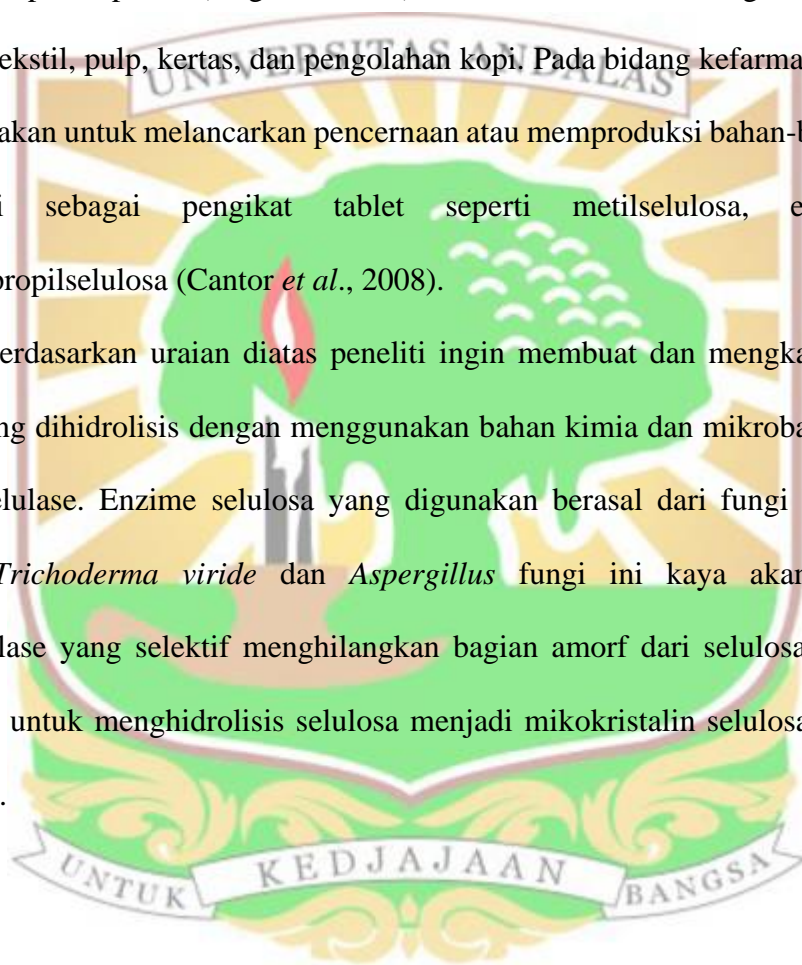 UNIVERSITAS ANDALAS
ekstil, pulp, kertas, dan pengolahan kopi. Pada bidang kefarma
akan untuk melancarkan pencernaan atau memproduksi bahan-b
i sebagai pengikat tablet seperti metilselulosa, e
propilselulosa (Cantor et al., 2008).
erdasarkan uraian diatas peneliti ingin membuat dan mengka
ng dihidrolisis dengan menggunakan bahan kimia dan mikroba
elulase. Enzime selulosa yang digunakan berasal dari fungi
Trichoderma viride dan Aspergillus fungi ini kaya akan
lase yang selektif menghilangkan bagian amorf dari selulosa
untuk menghidrolisis selulosa menjadi mikokristalin selulosa
.
UNTUK KEDJAJAAN BANGSA